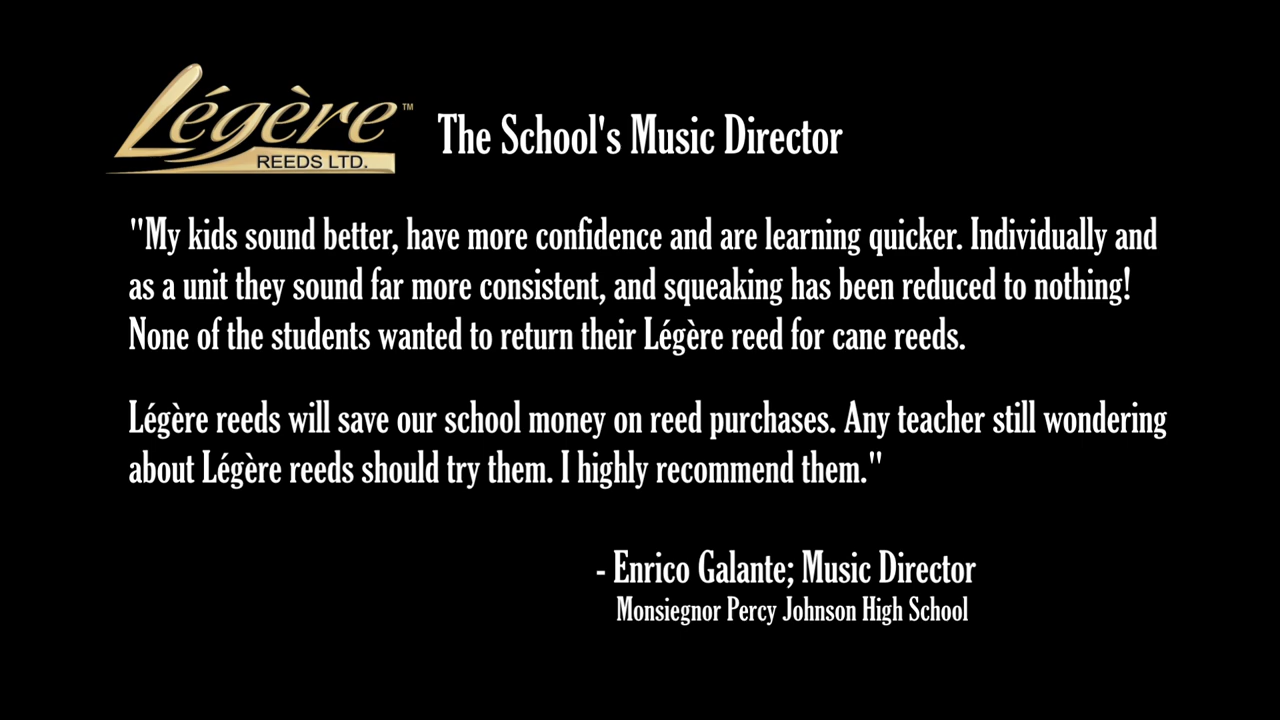 Légère™
REEDS LTD.
The School's Music Director
"My kids sound better, have more confidence and are learning quicker. Individually and
as a unit they sound far more consistent, and squeaking has been reduced to nothing!
None of the students wanted to return their Légère reed for cane reeds.
Légère reeds will save our school money on reed purchases. Any teacher still wondering
about Légère reeds should try them. I highly recommend them."
- Enrico Galante; Music Director
Monsiegnor Percy Johnson High School